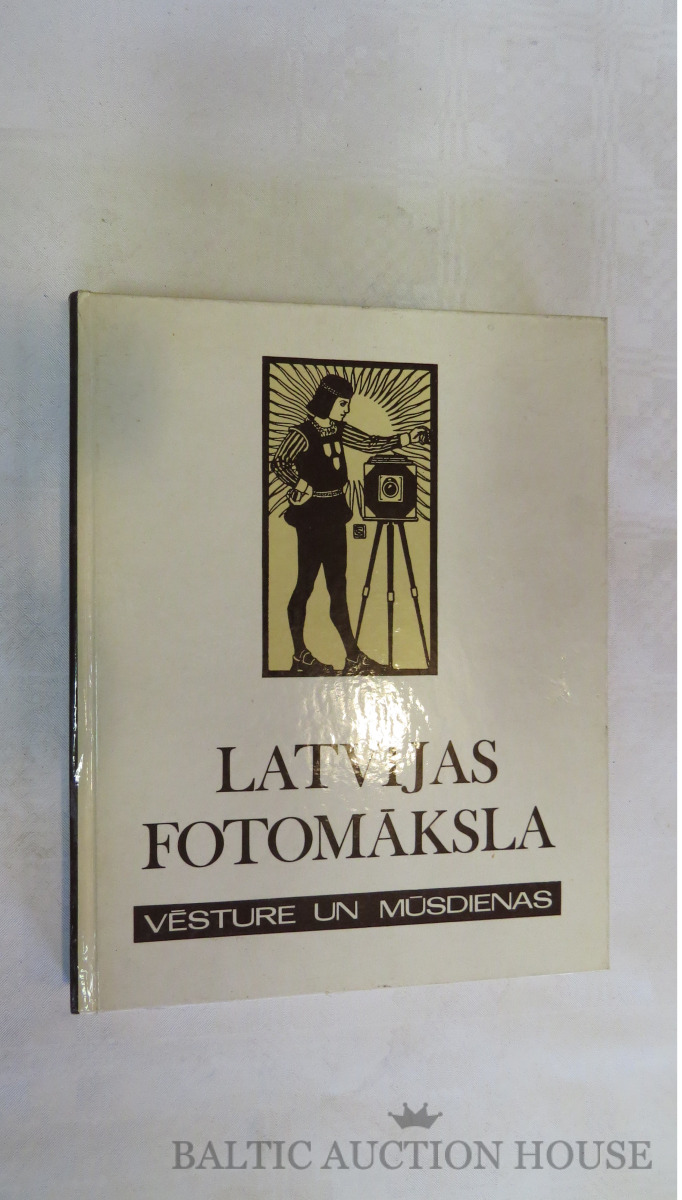 LATVIJAS
FOTOMĀKSLA
VĒSTURE UN MŪSDIENAS
BALTIC AUCTION HOUSE